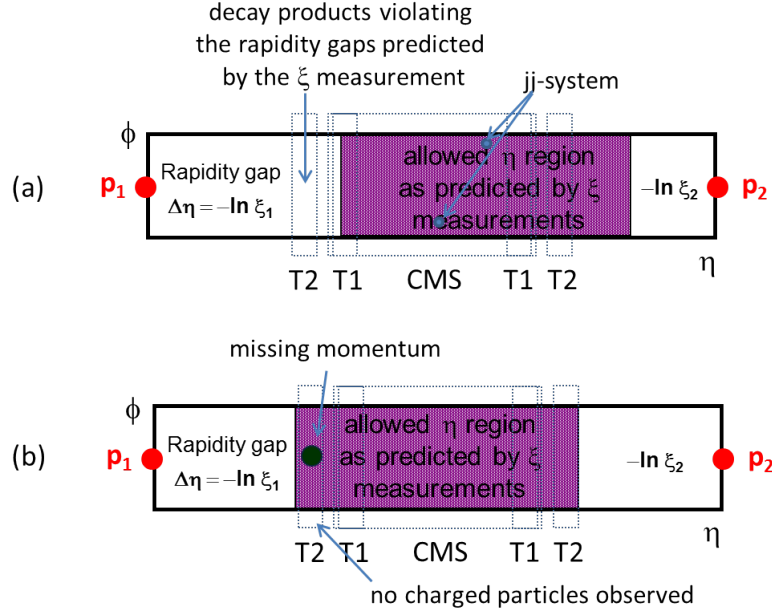 decay products violating
the rapidity gaps predicted
by the ξ measurement
jj-system
ϕ
(a)
p1
Rapidity gap
Δη = –ln ξ1
allowed η region
as predicted by ξ
measurements
–ln ξ2
p2
η
T2 T1 CMS T1 T2
missing momentum
ϕ
(b)
p1
Rapidity gap
Δη = –ln ξ1
allowed η region
as predicted by ξ
measurements
–ln ξ2
p2
η
T2 T1 CMS T1 T2
no charged particles observed